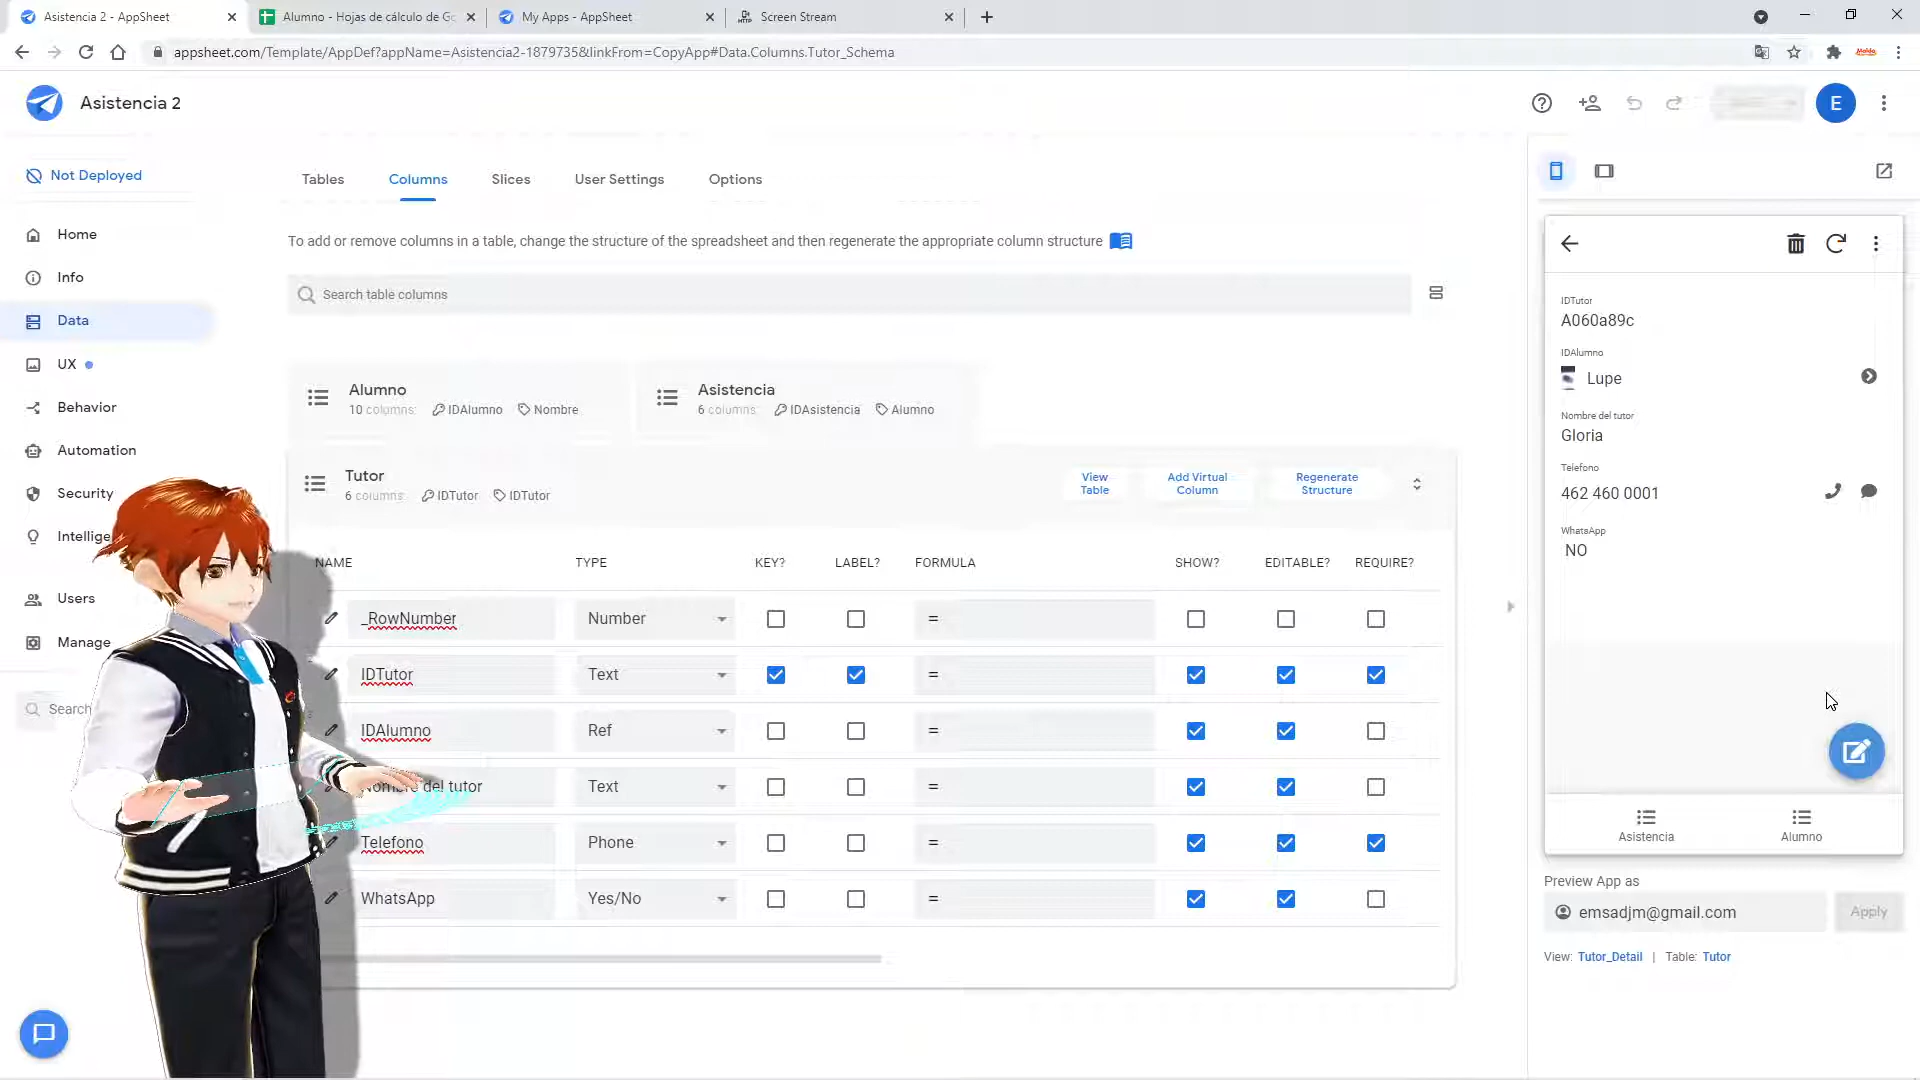 Asistencia 2 - AppSheet
Alumno - Hojas de cálculo de Go
My Apps - AppSheet
Screen Stream
appsheet.com/Template/AppDef?appName=Asistencia2-1879735&linkFrom=CopyApp#Data.Columns.Tutor_Schema
Asistencia 2
E
Not Deployed
Home
Info
Data
UX
Behavior
Automation
Security
Intellige
Users
Manage
Search
Tables
Columns
Slices
User Settings
Options
To add or remove columns in a table, change the structure of the spreadsheet and then regenerate the appropriate column structure
Search table columns
Alumno
10 columns: IDAlumno Nombre
Asistencia
6 columns: IDAsistencia Alumno
Tutor
6 columns: IDTutor IDTutor
View Table
Add Virtual Column
Regenerate Structure
NAME TYPE KEY? LABEL? FORMULA SHOW? EDITABLE? REQUIRE?
_RowNumber Number =
IDTutor Text =
IDAlumno Ref =
Nombre del tutor Text =
Telefono Phone =
WhatsApp Yes/No =
IDTutor
A060a89c
IDAlumno
Lupe
Nombre del tutor
Gloria
Telefono
462 460 0001
WhatsApp
NO
Asistencia
Alumno
Preview App as
emsadjm@gmail.com
Apply
View: Tutor_Detail | Table: Tutor